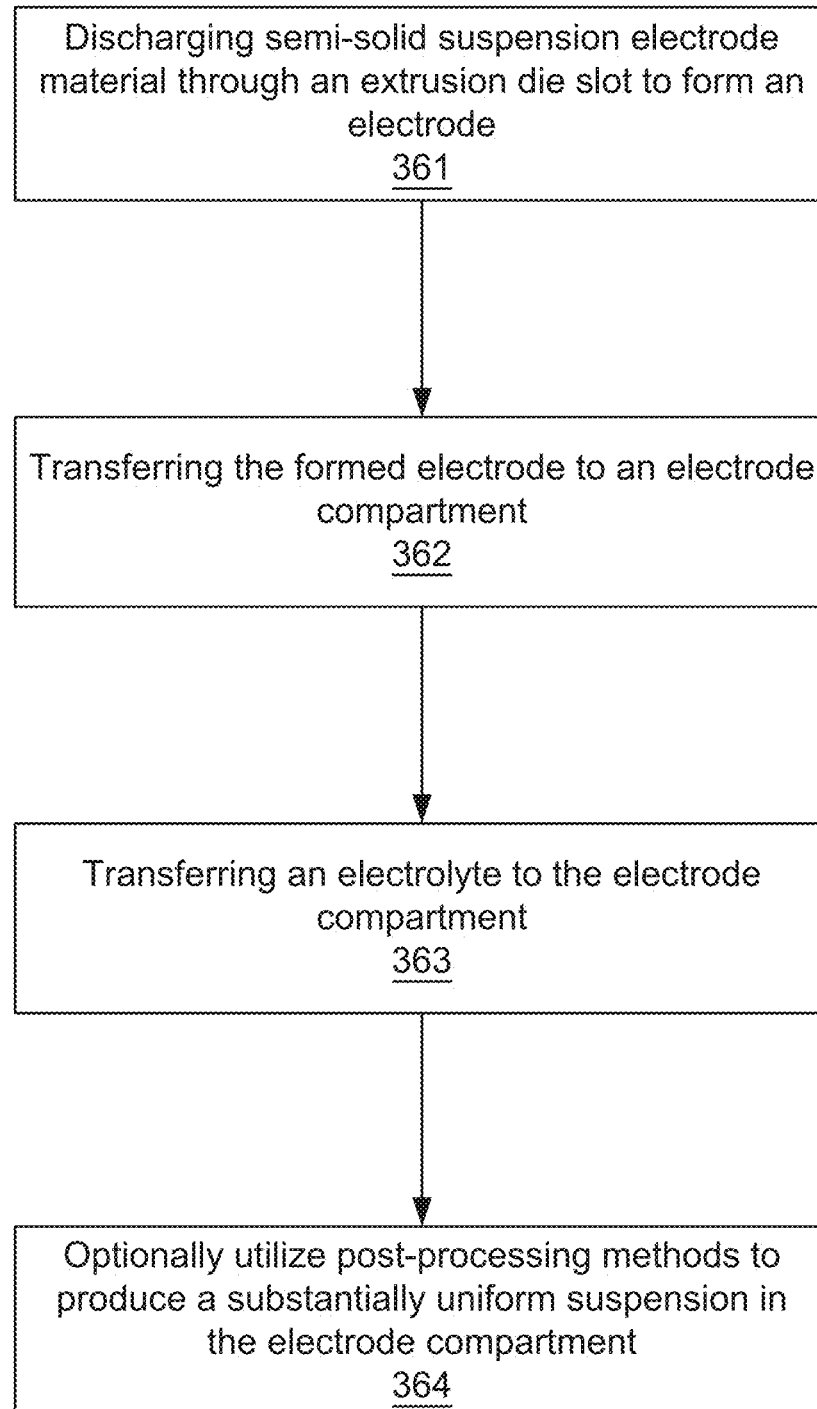 Discharging semi-solid suspension electrode
material through an extrusion die slot to form an
electrode
361
Transferring the formed electrode to an electrode
compartment
362
Transferring an electrolyte to the electrode
compartment
363
Optionally utilize post-processing methods to
produce a substantially uniform suspension in
the electrode compartment
364